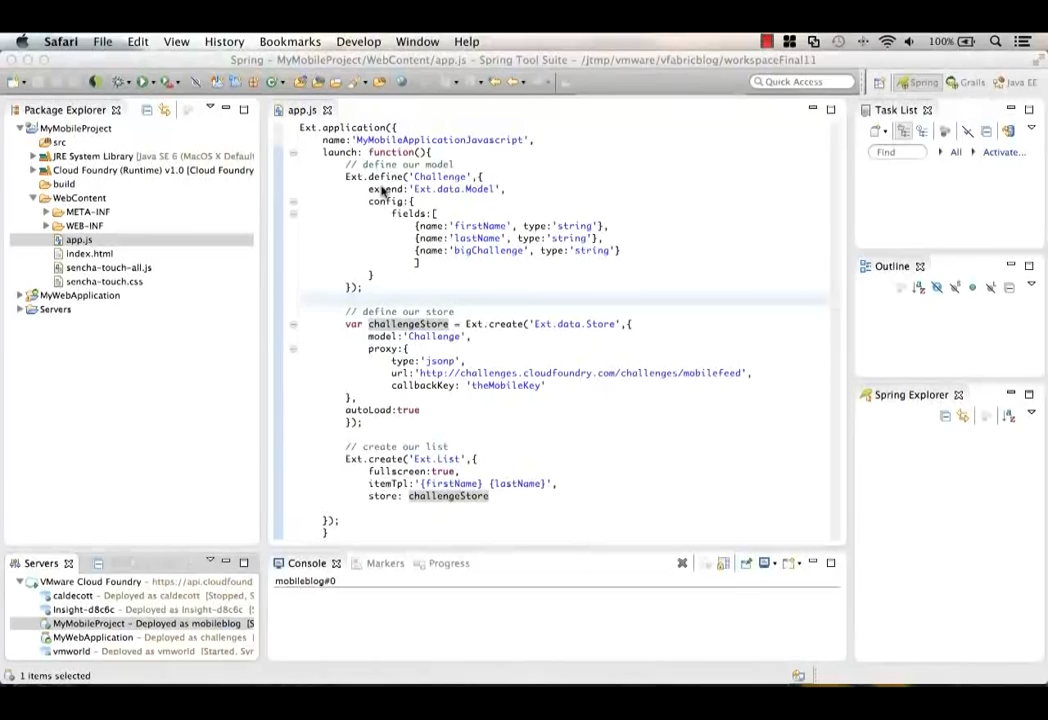 Safari File Edit View History Bookmarks Develop Window Help 100%
Spring - MyMobileProject/WebContent/app.js - Spring Tool Suite - /jtmp/vmware/vfabricblog/workspaceFinal11
Quick Access Spring Grails Java EE
Package Explorer
MyMobileProject
src
JRE System Library [Java SE 6 (MacOS X Default
Cloud Foundry (Runtime) v1.0 [Cloud Foundry
build
WebContent
META-INF
WEB-INF
app.js
index.html
sencha-touch-all.js
sencha-touch.css
MyWebApplication
Servers
app.js
Ext.application({
name:'MyMobileApplicationJavascript',
launch: function(){
// define our model
Ext.define('Challenge',{
extend:'Ext.data.Model',
config:{
fields:[
{name:'firstName', type:'string'},
{name:'lastName', type:'string'},
{name:'bigChallenge', type:'string'}
]
}
});
// define our store
var challengeStore = Ext.create('Ext.data.Store',{
model:'Challenge',
proxy:{
type:'jsonp',
url:'http://challenges.cloudfoundry.com/challenges/mobilefeed',
callbackKey: 'theMobileKey'
},
autoLoad:true
});
// create our list
Ext.create('Ext.List',{
fullscreen:true,
itemTpl:'{firstName} {lastName}',
store: challengeStore
});
}
Task List
Find All Activate...
Outline
Spring Explorer
Servers
VMware Cloud Foundry - https://api.cloudfound
caldecott - Deployed as caldecott [Stopped, S
Insight-d8c6c - Deployed as Insight-d8c6c [
MyMobileProject - Deployed as mobileblog [S
MyWebApplication - Deployed as challenges
vmworld - Deployed as vmworld [Started, Syr
Console Markers Progress
mobileblog#0
1 items selected